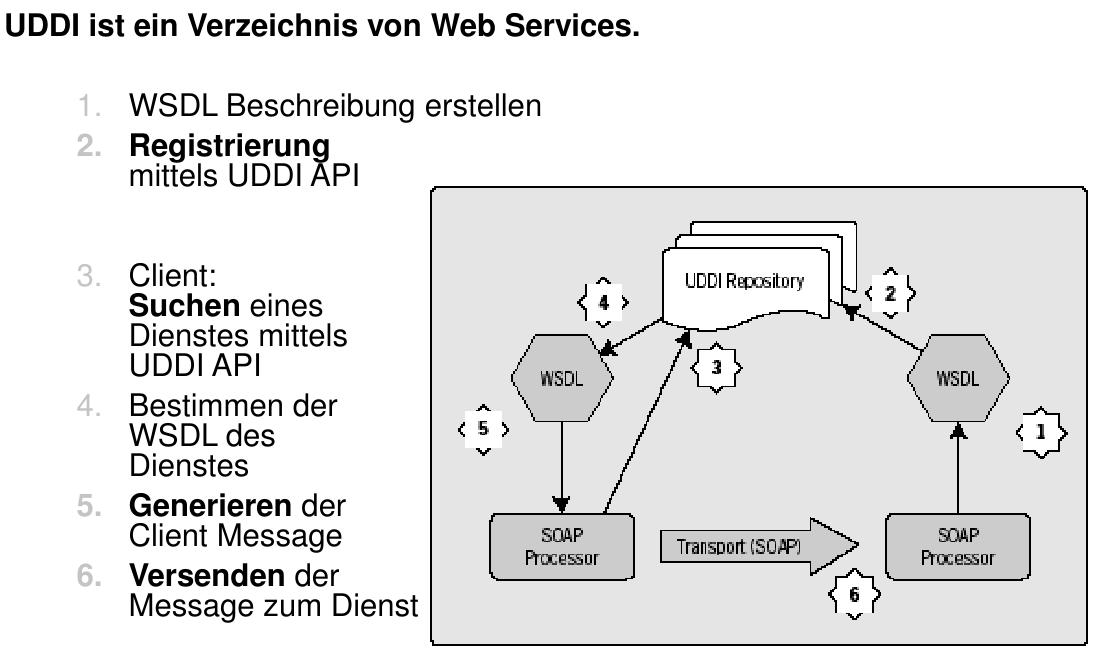 UDDI ist ein Verzeichnis von Web Services.
1. WSDL Beschreibung erstellen
2. Registrierung
mittels UDDI API
3. Client:
Suchen eines
Dienstes mittels
UDDI API
4. Bestimmen der
WSDL des
Dienstes
5. Generieren der
Client Message
6. Versenden der
Message zum Dienst
UDDI Repository
4
2
3
WSDL
WSDL
5
1
SOAP
Processor
Transport (SOAP)
SOAP
Processor
6